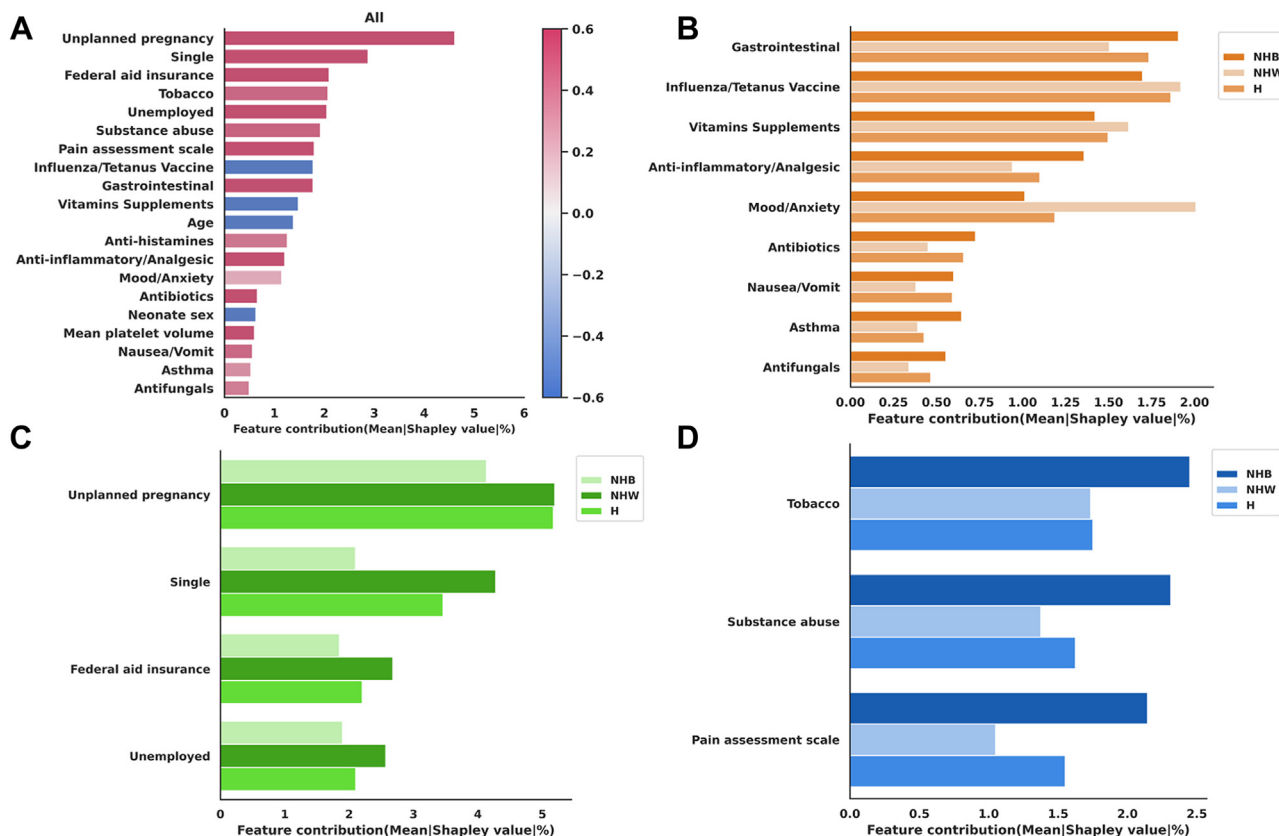 A
All
Unplanned pregnancy
Single
Federal aid insurance
Tobacco
Unemployed
Substance abuse
Pain assessment scale
Influenza/Tetanus Vaccine
Gastrointestinal
Vitamins Supplements
Age
Anti-histamines
Anti-inflammatory/Analgesic
Mood/Anxiety
Antibiotics
Neonate sex
Mean platelet volume
Nausea/Vomit
Asthma
Antifungals
0 1 2 3 4 5 6
Feature contribution(Mean|Shapley value|%)
0.6
0.4
0.2
0.0
−0.2
−0.4
−0.6
B
Gastrointestinal
Influenza/Tetanus Vaccine
Vitamins Supplements
Anti-inflammatory/Analgesic
Mood/Anxiety
Antibiotics
Nausea/Vomit
Asthma
Antifungals
0.00 0.25 0.50 0.75 1.00 1.25 1.50 1.75 2.00
Feature contribution(Mean|Shapley value|%)
NHB
NHW
H
C
Unplanned pregnancy
Single
Federal aid insurance
Unemployed
0 1 2 3 4 5
Feature contribution(Mean|Shapley value|%)
NHB
NHW
H
D
Tobacco
Substance abuse
Pain assessment scale
0.0 0.5 1.0 1.5 2.0 2.5
Feature contribution(Mean|Shapley value|%)
NHB
NHW
H